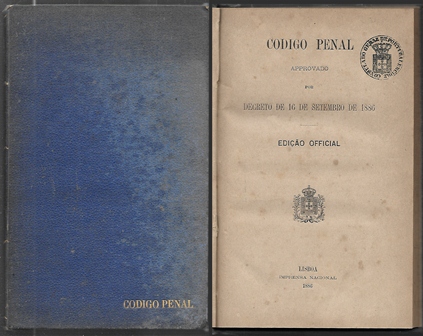 CODIGO PENAL
CODIGO PENAL
APPROVADO
POR
DECRETO DE 16 DE SETEMBRO DE 1886
EDIÇÃO OFFICIAL
LISBOA
IMPRENSA NACIONAL
1886